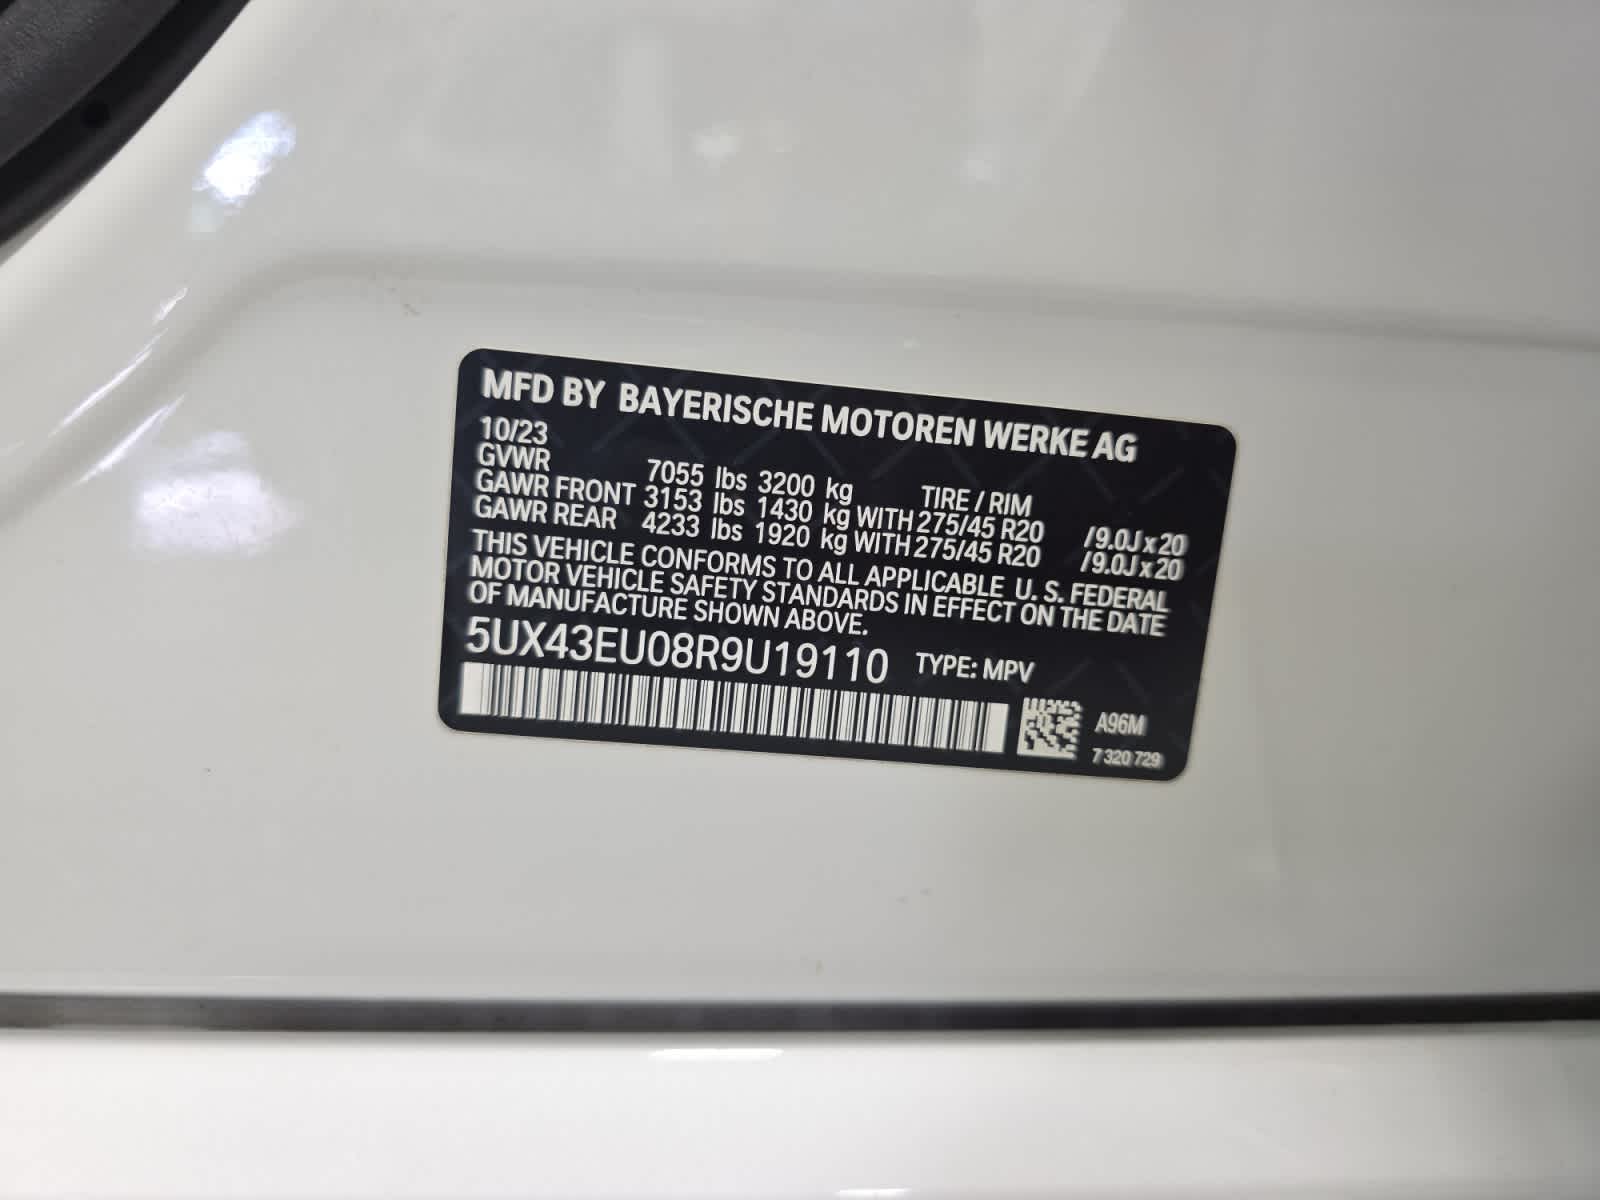 MFD BY BAYERISCHE MOTOREN WERKE AG
10/23
GVWR 7055 lbs 3200 kg TIRE / RIM
GAWR FRONT 3153 lbs 1430 kg WITH 275/45 R20 / 9.0J x 20
GAWR REAR 4233 lbs 1920 kg WITH 275/45 R20 / 9.0J x 20
THIS VEHICLE CONFORMS TO ALL APPLICABLE U. S. FEDERAL
MOTOR VEHICLE SAFETY STANDARDS IN EFFECT ON THE DATE
OF MANUFACTURE SHOWN ABOVE.
5UX43EU08R9U19110 TYPE: MPV
A96M
7 320 729